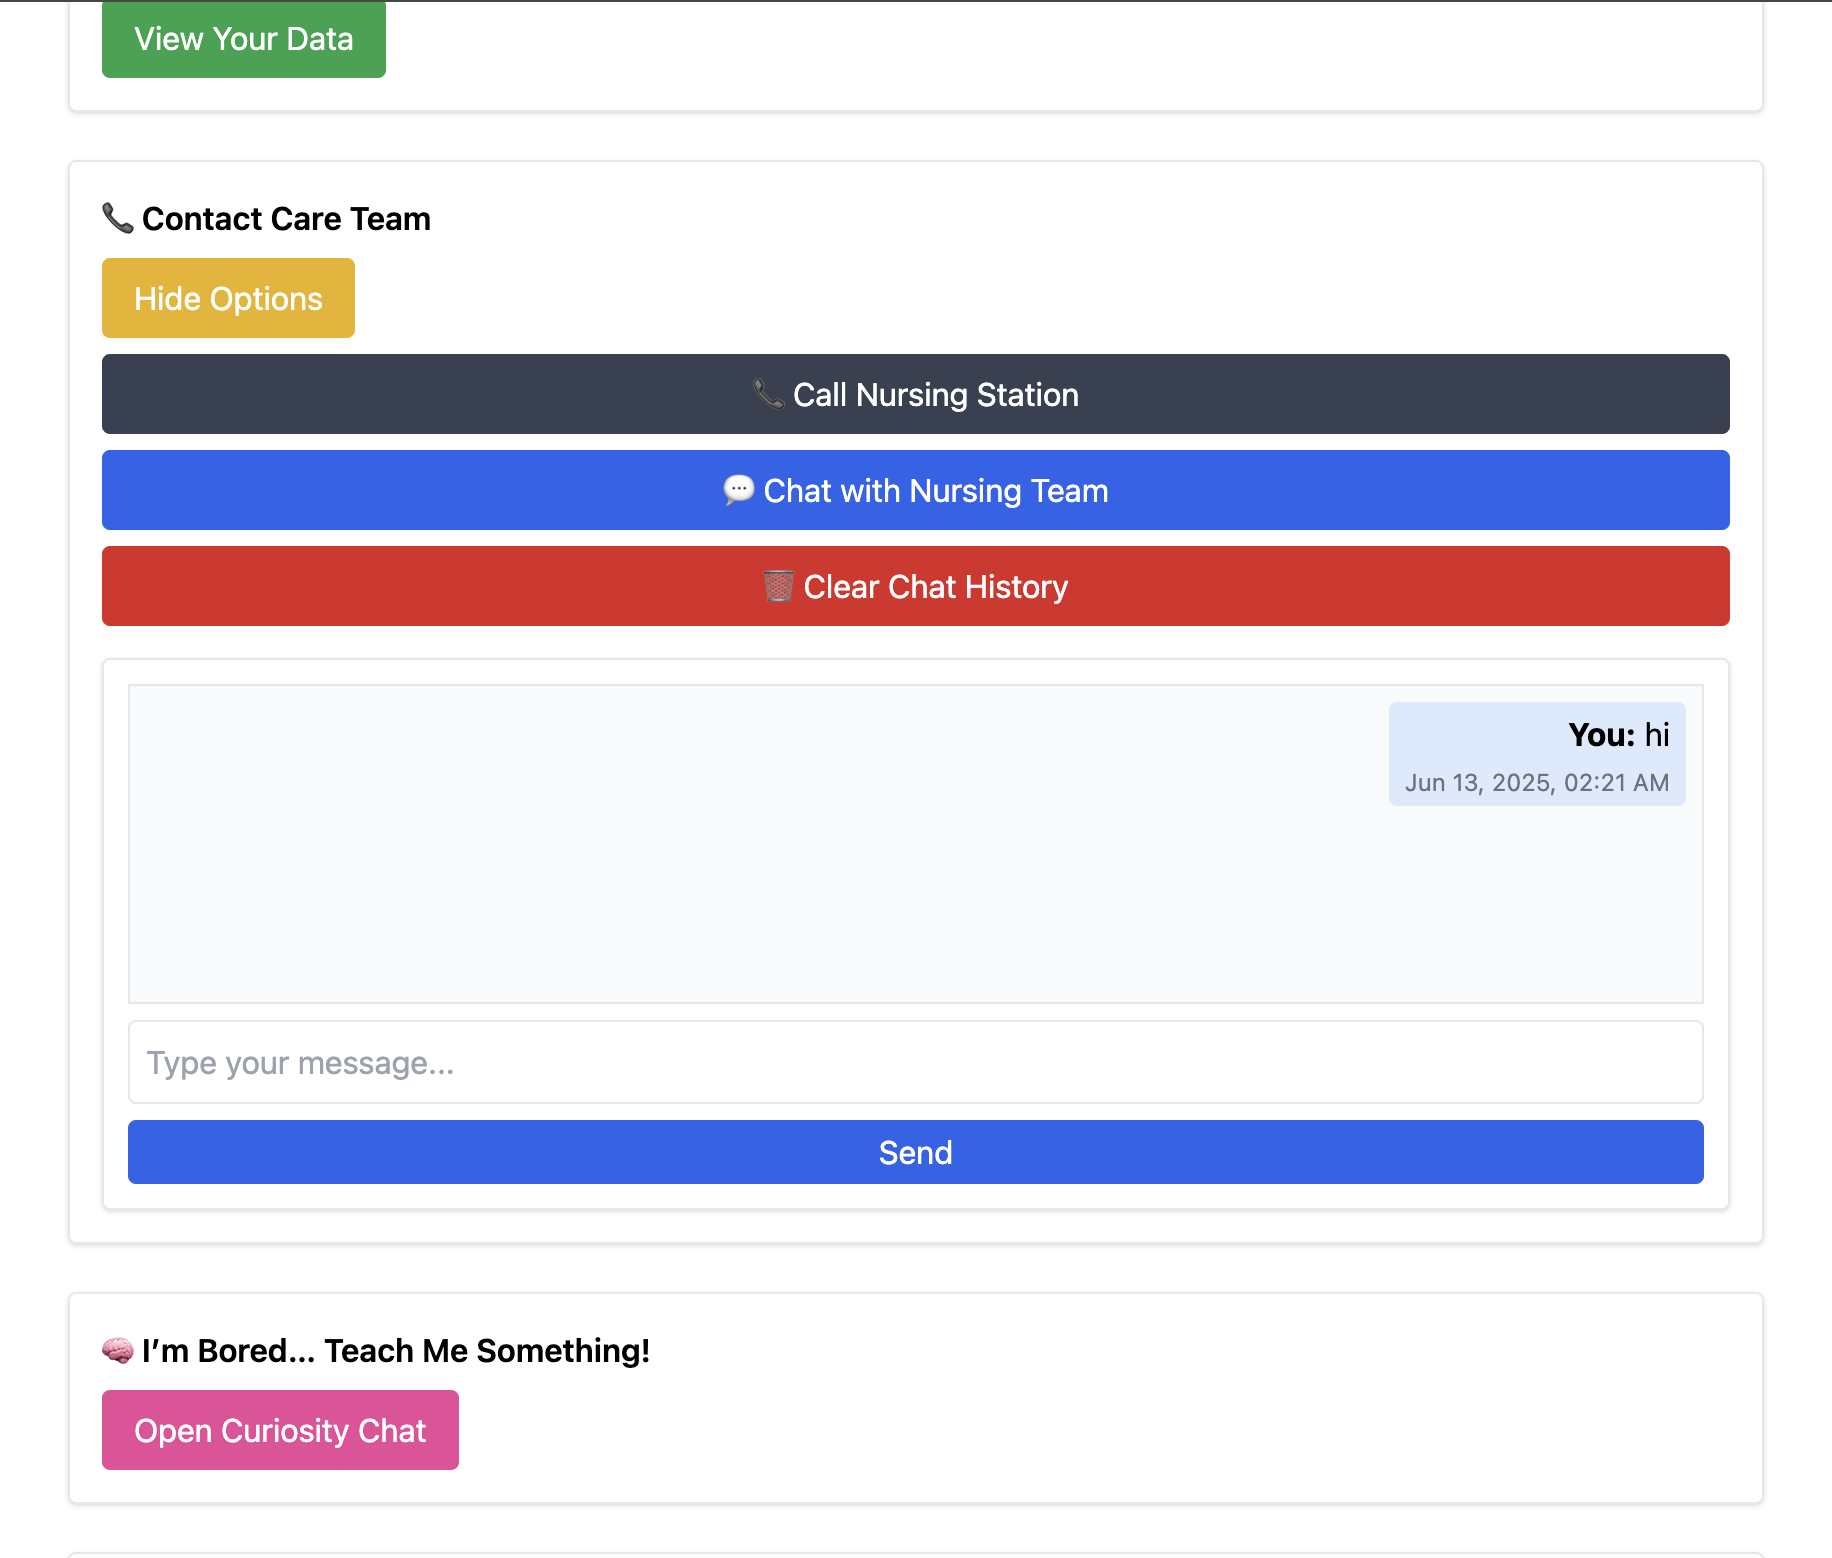 View Your Data
📞 Contact Care Team
Hide Options
📞 Call Nursing Station
💬 Chat with Nursing Team
🗑️ Clear Chat History
You: hi
Jun 13, 2025, 02:21 AM
Type your message...
Send
🧠 I’m Bored... Teach Me Something!
Open Curiosity Chat